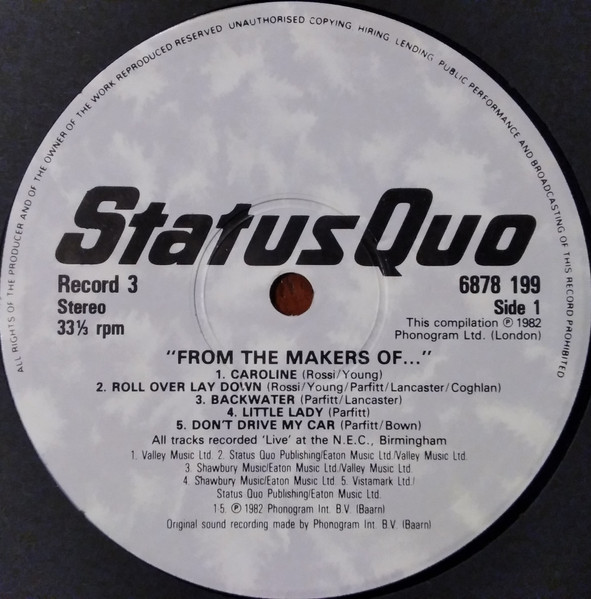 ALL RIGHTS OF THE PRODUCER AND OF THE OWNER OF THE WORK REPRODUCED RESERVED. UNAUTHORISED COPYING, HIRING, LENDING, PUBLIC PERFORMANCE AND BROADCASTING OF THIS RECORD PROHIBITED
Status Quo
Record 3
Stereo
33⅓ rpm
6878 199
Side 1
This compilation ℗ 1982
Phonogram Ltd. (London)
"FROM THE MAKERS OF..."
1. CAROLINE (Rossi/Young)
2. ROLL OVER LAY DOWN (Rossi/Young/Parfitt/Lancaster/Coghlan)
3. BACKWATER (Parfitt/Lancaster)
4. LITTLE LADY (Parfitt)
5. DON'T DRIVE MY CAR (Parfitt/Bown)
All tracks recorded 'Live' at the N.E.C., Birmingham
1. Valley Music Ltd. 2. Status Quo Publishing/Eaton Music Ltd./Valley Music Ltd.
3. Shawbury Music/Eaton Music Ltd./Valley Music Ltd.
4 Shawbury Music/Eaton Music Ltd. 5. Vistamark Ltd./
Status Quo Publishing/Eaton Music Ltd.
1-5 ℗ 1982 Phonogram Int. B.V. (Baarn)
Original sound recording made by Phonogram Int. B.V. (Baarn)